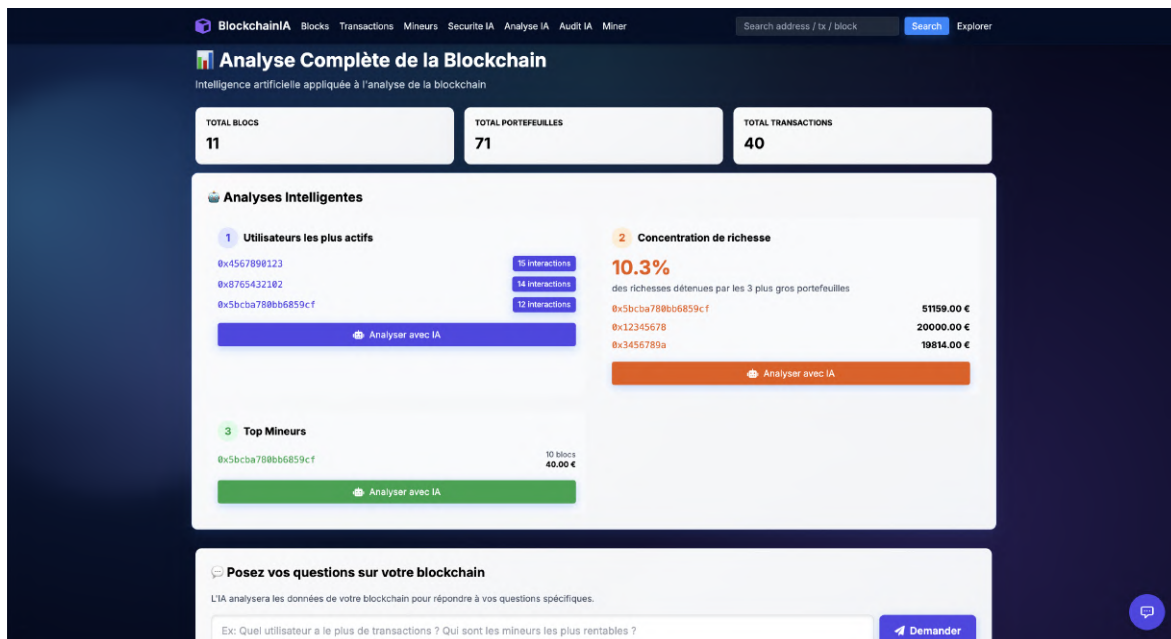 BlockchainIA Blocks Transactions Mineurs Securite IA Analyse IA Audit IA Miner Search address / tx / block Search Explorer
Analyse Complète de la Blockchain
Intelligence artificielle appliquée à l'analyse de la blockchain
TOTAL BLOCS
11
TOTAL PORTEFEUILLES
71
TOTAL TRANSACTIONS
40
Analyses Intelligentes
1 Utilisateurs les plus actifs
0x4567890123 15 interactions
0x8765432102 14 interactions
0x5bcba780bb6859cf 12 interactions
Analyser avec IA
2 Concentration de richesse
10.3%
des richesses détenues par les 3 plus gros portefeuilles
0x5bcba780bb6859cf 51159.00 €
0x12345678 20000.00 €
0x3456789a 19814.00 €
Analyser avec IA
3 Top Mineurs
0x5bcba780bb6859cf 10 blocs
40.00 €
Analyser avec IA
Posez vos questions sur votre blockchain
L'IA analysera les données de votre blockchain pour répondre à vos questions spécifiques.
Ex: Quel utilisateur a le plus de transactions ? Qui sont les mineurs les plus rentables ? Demander